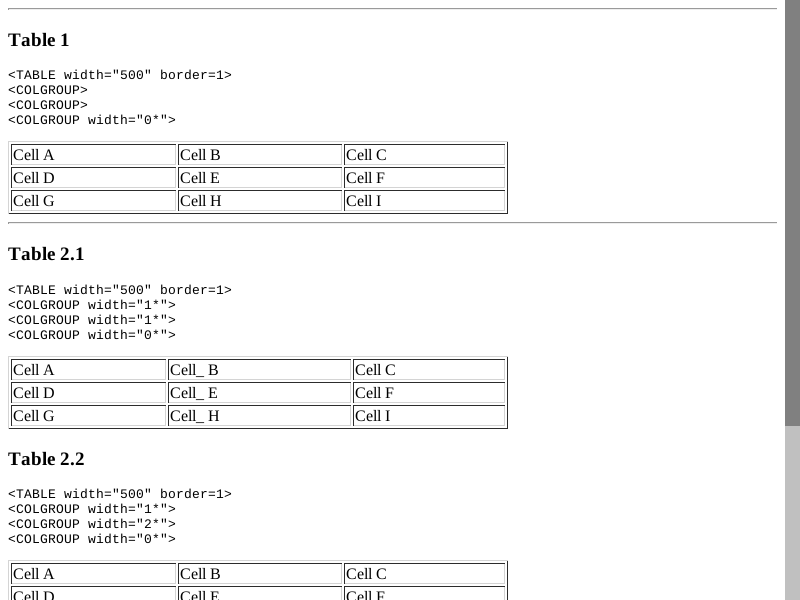 Table 1
<TABLE width="500" border=1>
<COLGROUP>
<COLGROUP>
<COLGROUP width="0*">
Cell A Cell B Cell C
Cell D Cell E Cell F
Cell G Cell H Cell I
Table 2.1
<TABLE width="500" border=1>
<COLGROUP width="1*">
<COLGROUP width="1*">
<COLGROUP width="0*">
Cell A Cell_ B Cell C
Cell D Cell_ E Cell F
Cell G Cell_ H Cell I
Table 2.2
<TABLE width="500" border=1>
<COLGROUP width="1*">
<COLGROUP width="2*">
<COLGROUP width="0*">
Cell A Cell B Cell C
Cell D Cell E Cell F